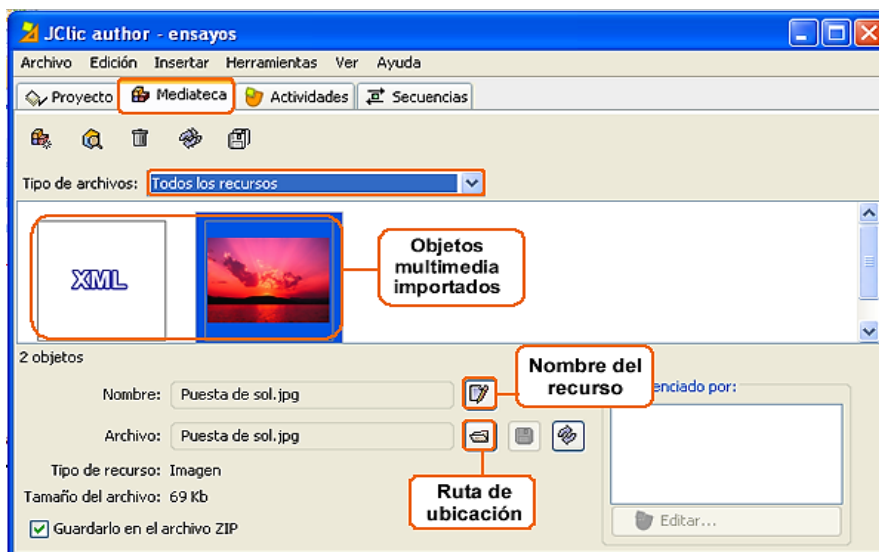 JClic author - ensayos
Archivo Edición Insertar Herramientas Ver Ayuda
Proyecto Mediateca Actividades Secuencias
Tipo de archivos: Todos los recursos
XML
Objetos
multimedia
importados
2 objetos
Nombre del
recurso
Nombre: Puesta de sol.jpg
enciado por:
Archivo: Puesta de sol.jpg
Tipo de recurso: Imagen
Tamaño del archivo: 69 Kb
Ruta de
ubicación
Guardarlo en el archivo ZIP
Editar...